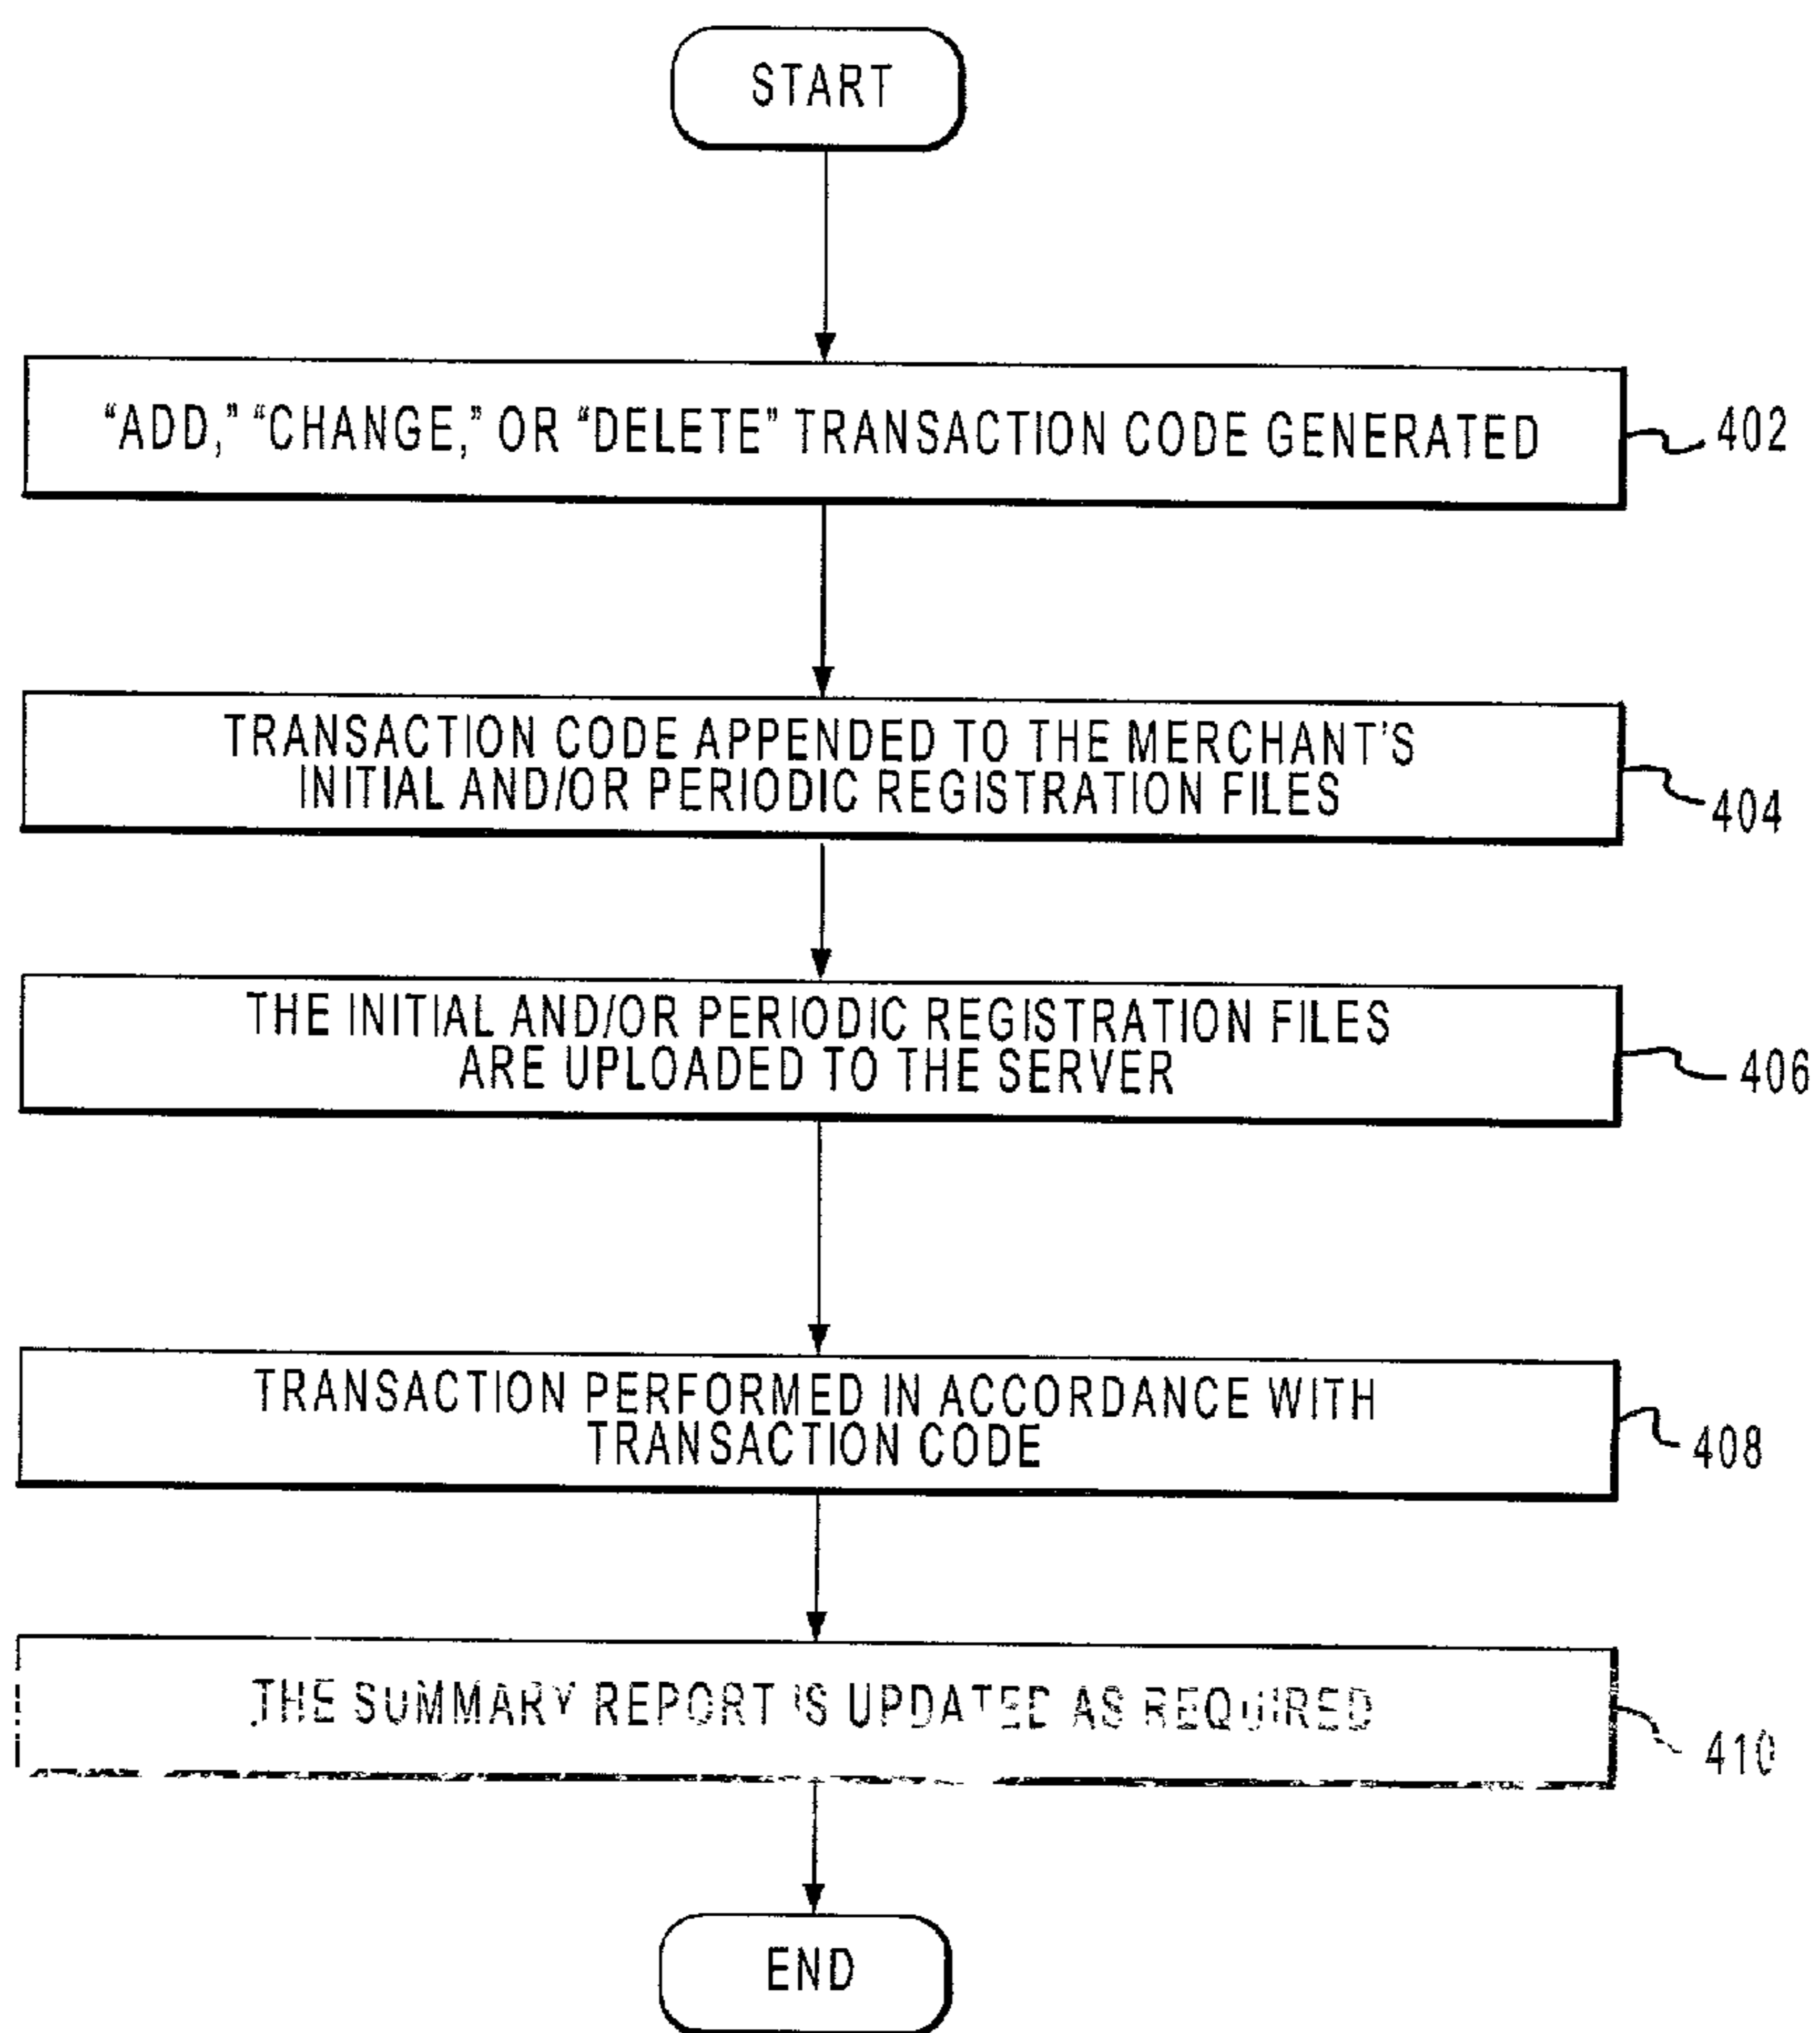 START
“ADD,” “CHANGE,” OR “DELETE” TRANSACTION CODE GENERATED
402
TRANSACTION CODE APPENDED TO THE MERCHANT'S
INITIAL AND/OR PERIODIC REGISTRATION FILES
404
THE INITIAL AND/OR PERIODIC REGISTRATION FILES
ARE UPLOADED TO THE SERVER
406
TRANSACTION PERFORMED IN ACCORDANCE WITH
TRANSACTION CODE
408
THE SUMMARY REPORT IS UPDATED AS REQUIRED
410
END